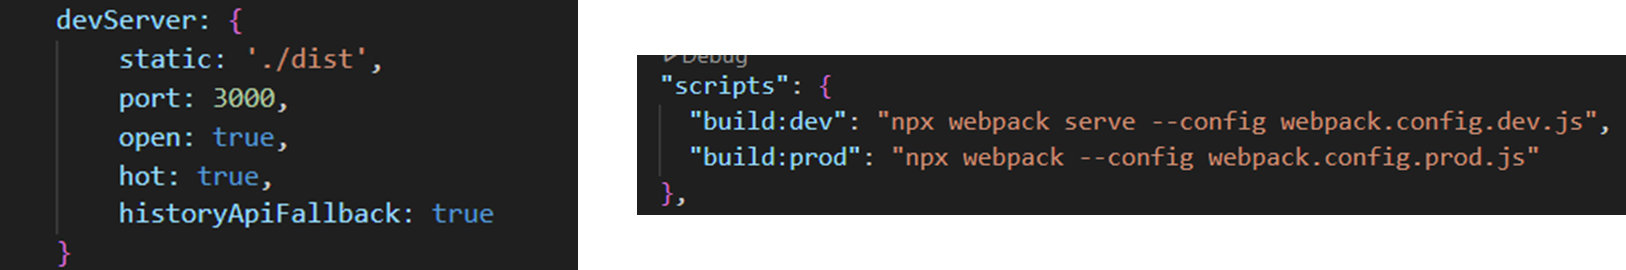 devServer: {
static: './dist',
port: 3000,
open: true,
hot: true,
historyApiFallback: true
}
Debug
"scripts": {
"build:dev": "npx webpack serve --config webpack.config.dev.js",
"build:prod": "npx webpack --config webpack.config.prod.js"
},